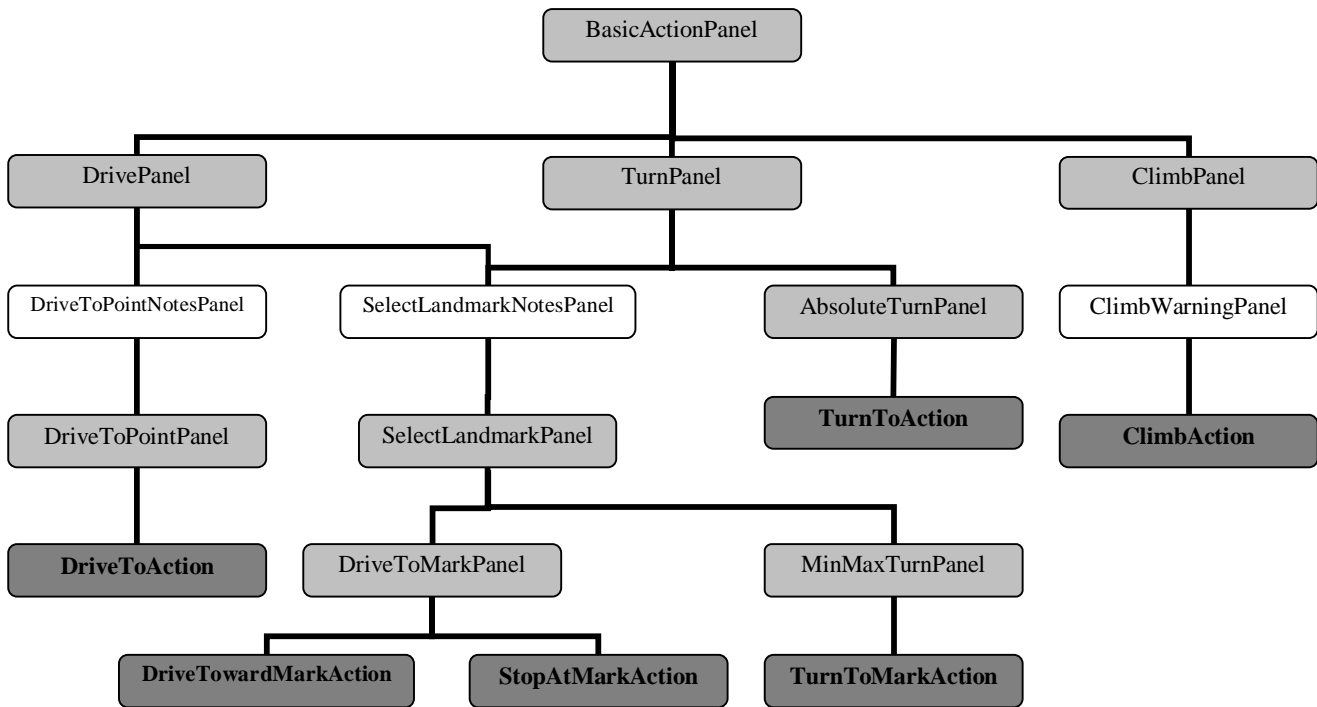 BasicActionPanel
DrivePanel
TurnPanel
ClimbPanel
DriveToPointNotesPanel
SelectLandmarkNotesPanel
AbsoluteTurnPanel
ClimbWarningPanel
DriveToPointPanel
SelectLandmarkPanel
TurnToAction
ClimbAction
DriveToAction
DriveToMarkPanel
MinMaxTurnPanel
DriveTowardMarkAction
StopAtMarkAction
TurnToMarkAction